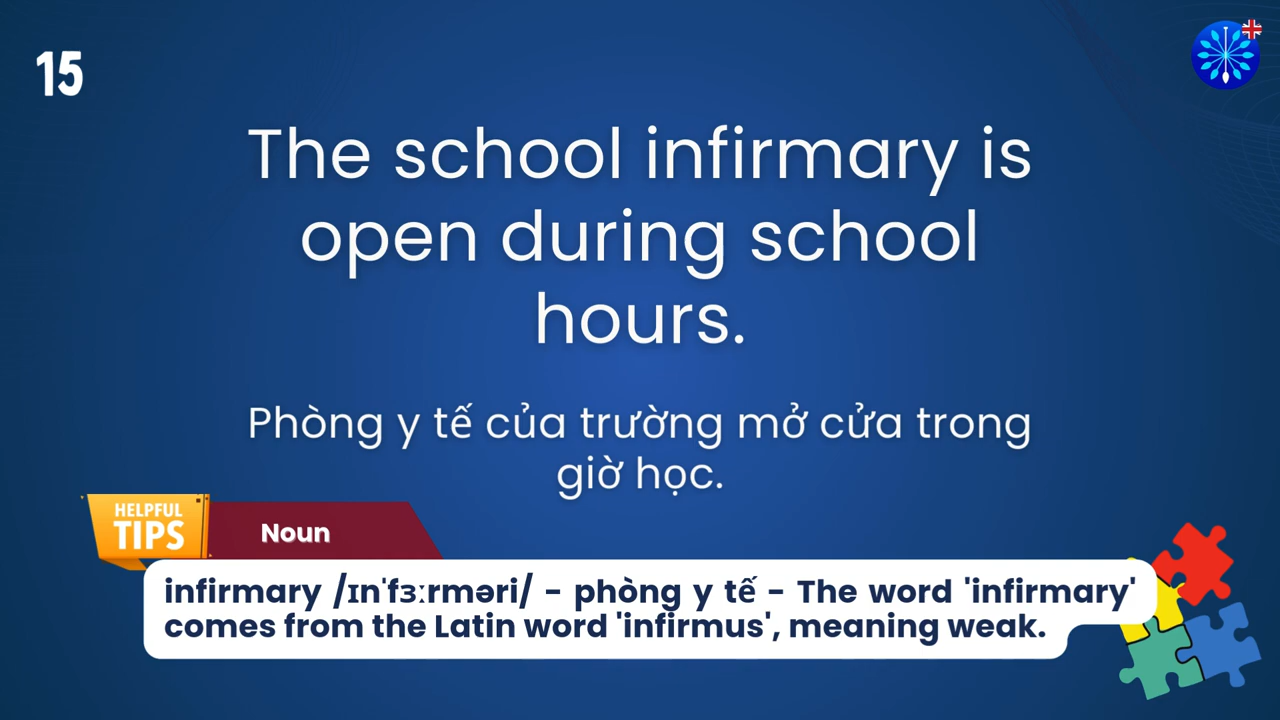 15
The school infirmary is
open during school
hours.
Phòng y tế của trường mở cửa trong
giờ học.
HELPFUL
TIPS
Noun
infirmary /ɪnˈfɜːrməri/ - phòng y tế - The word 'infirmary'
comes from the Latin word 'infirmus', meaning weak.